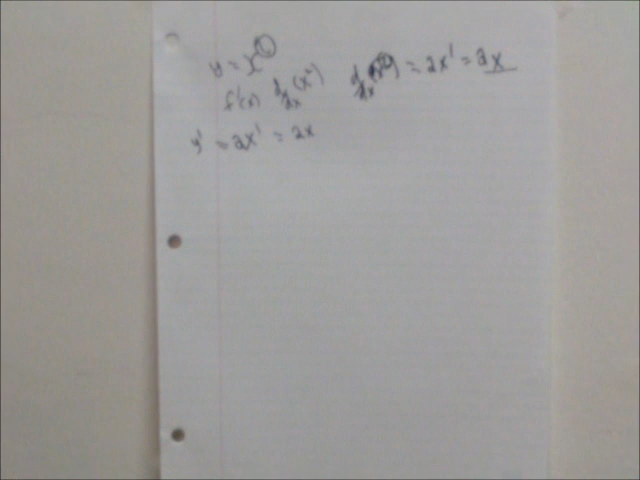 y = x² d/dx (x²) = 2x¹ = 2x
f'(x) d/dx (x²)
y' = 2x¹ = 2x